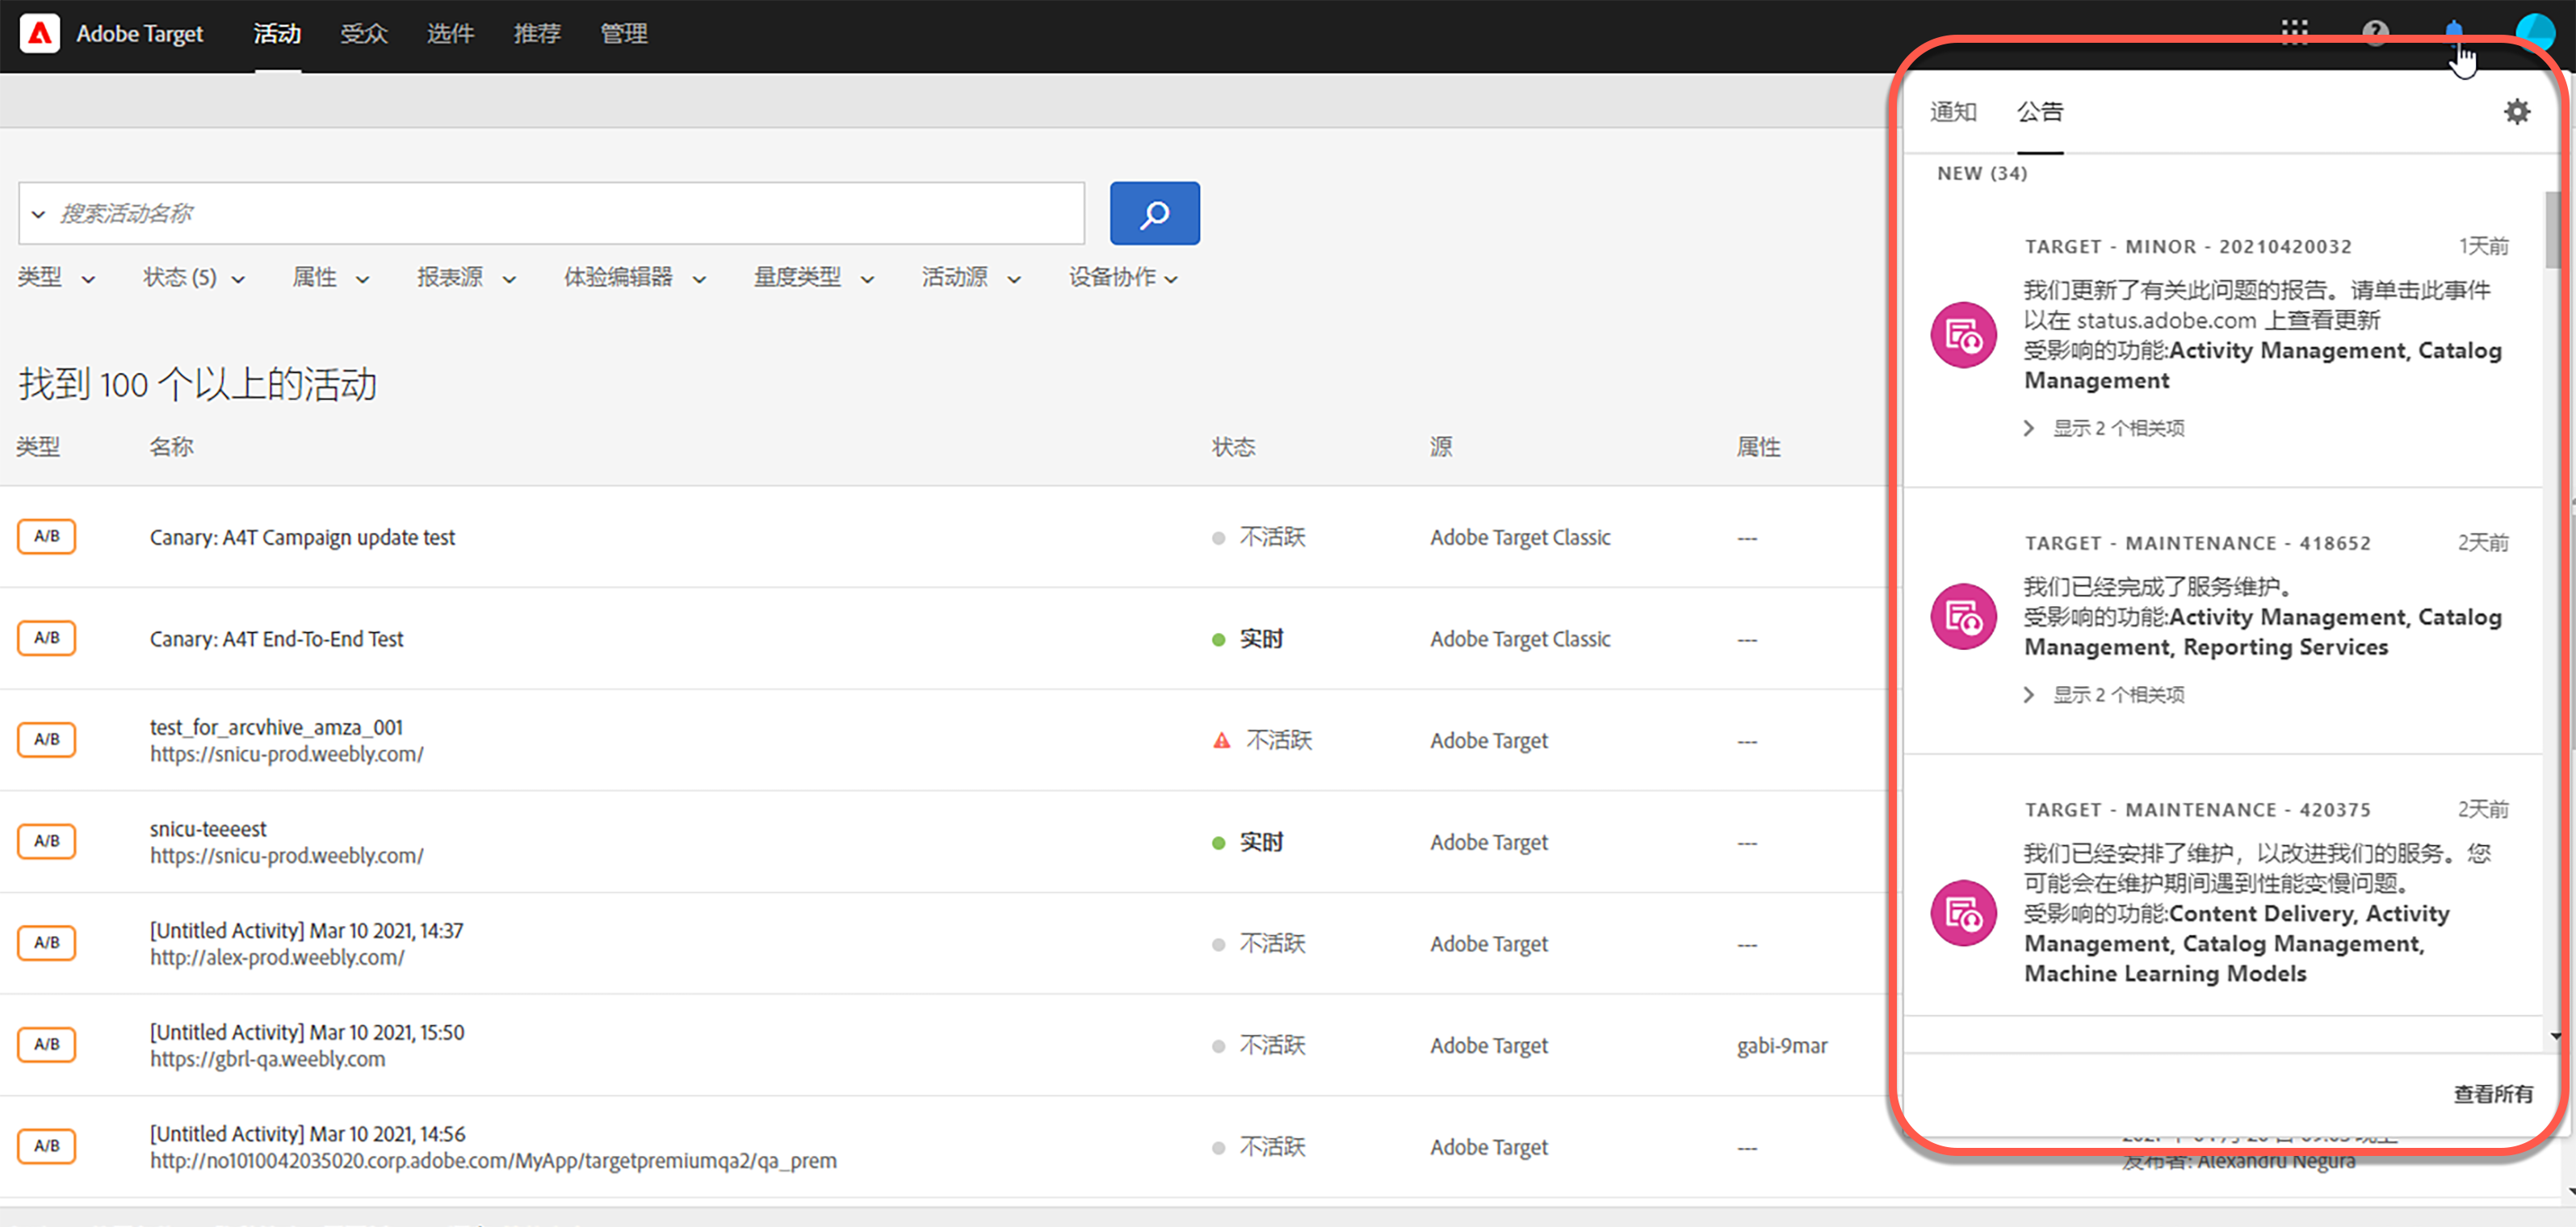 Adobe Target 活动 受众 选件 推荐 管理
搜索活动名称
类型 状态 (5) 属性 报表源 体验编辑器 量度类型 活动源 设备协作
找到 100 个以上的活动
类型 名称 状态 源 属性
A/B Canary: A4T Campaign update test 不活跃 Adobe Target Classic ---
A/B Canary: A4T End-To-End Test 实时 Adobe Target Classic ---
A/B test_for_arcvhive_amza_001 不活跃 Adobe Target ---
https://snicu-prod.weebly.com/
A/B snicu-teeeest 实时 Adobe Target ---
https://snicu-prod.weebly.com/
A/B [Untitled Activity] Mar 10 2021, 14:37 不活跃 Adobe Target ---
http://alex-prod.weebly.com/
A/B [Untitled Activity] Mar 10 2021, 15:50 不活跃 Adobe Target gabi-9mar
https://gbrl-qa.weebly.com
A/B [Untitled Activity] Mar 10 2021, 14:56 不活跃 Adobe Target ---
http://no1010042035020.corp.adobe.com/MyApp/targetpremiumqa2/qa_prem
通知 公告
NEW (34)
TARGET - MINOR - 20210420032 1天前
我们更新了有关此问题的报告。请单击此事件
以在 status.adobe.com 上查看更新
受影响的功能:Activity Management, Catalog
Management
显示 2 个相关项
TARGET - MAINTENANCE - 418652 2天前
我们已经完成了服务维护。
受影响的功能:Activity Management, Catalog
Management, Reporting Services
显示 2 个相关项
TARGET - MAINTENANCE - 420375 2天前
我们已经安排了维护，以改进我们的服务。您
可能会在维护期间遇到性能变慢问题。
受影响的功能:Content Delivery, Activity
Management, Catalog Management,
Machine Learning Models
查看所有
发布者: Alexandru Negura